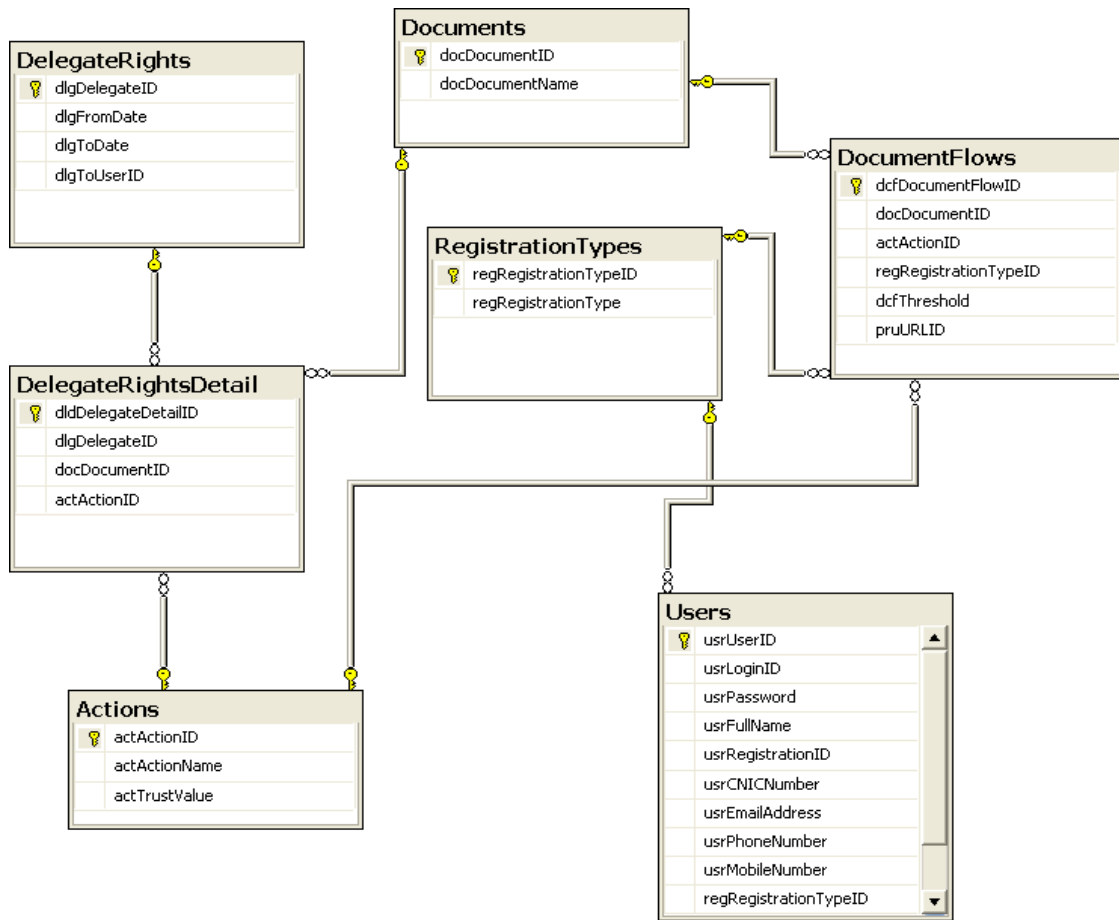 DelegateRights
dlgDelegateID
dlgFromDate
dlgToDate
dlgToUserID
Documents
docDocumentID
docDocumentName
DocumentFlows
dcfDocumentFlowID
docDocumentID
actActionID
regRegistrationTypeID
dcfThreshold
pruURLID
RegistrationTypes
regRegistrationTypeID
regRegistrationType
DelegateRightsDetail
dldDelegateDetailID
dlgDelegateID
docDocumentID
actActionID
Actions
actActionID
actActionName
actTrustValue
Users
usrUserID
usrLoginID
usrPassword
usrFullName
usrRegistrationID
usrCNICNumber
usrEmailAddress
usrPhoneNumber
usrMobileNumber
regRegistrationTypeID